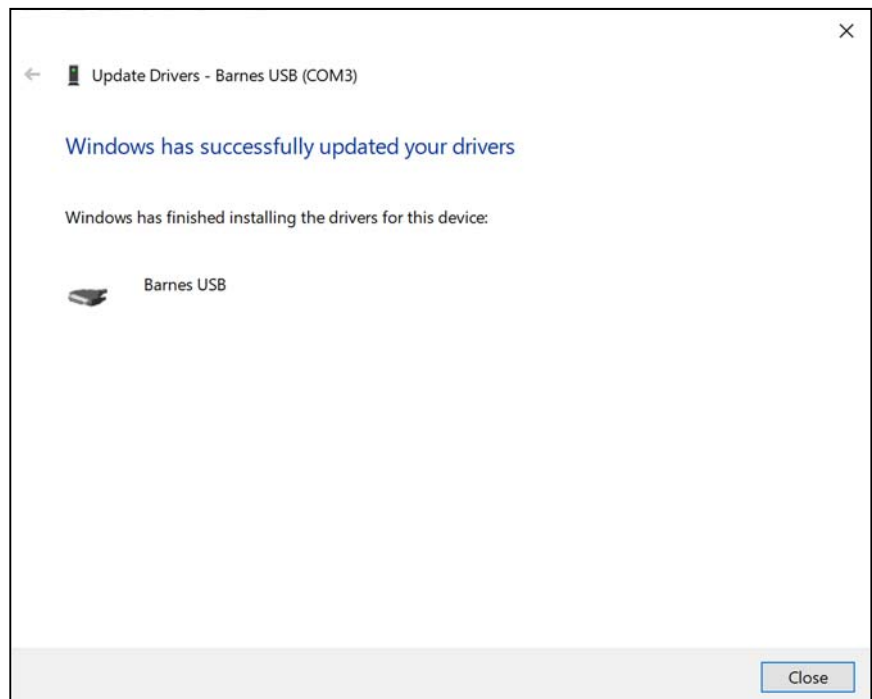 Update Drivers - Barnes USB (COM3)
Windows has successfully updated your drivers
Windows has finished installing the drivers for this device:
Barnes USB
Close